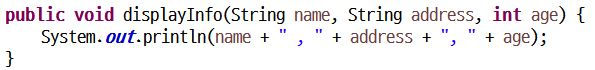 public void displayInfo(String name, String address, int age) {
    System.out.println(name + " , " + address + ", " + age);
}